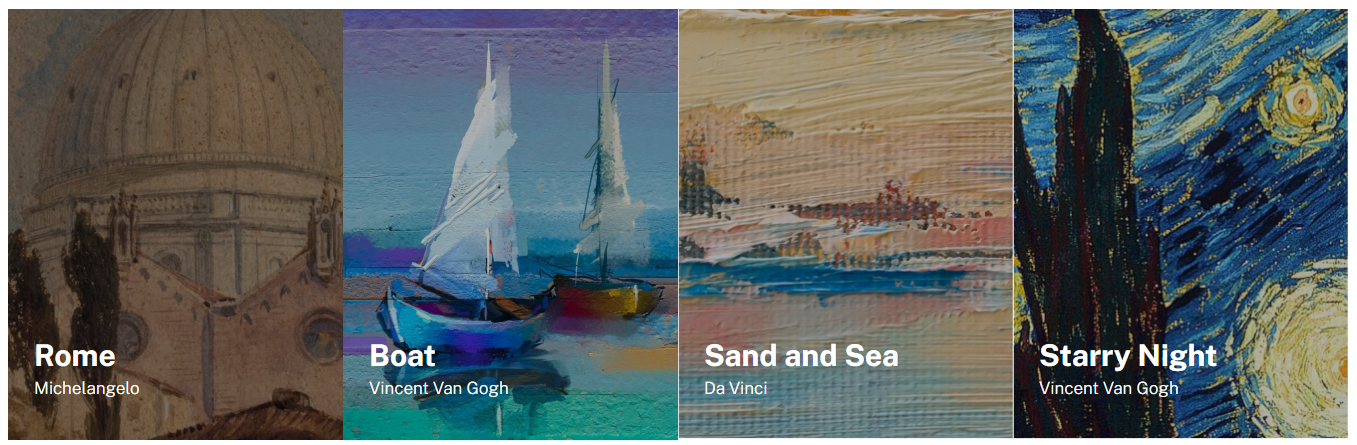 Rome
Michelangelo
Boat
Vincent Van Gogh
Sand and Sea
Da Vinci
Starry Night
Vincent Van Gogh